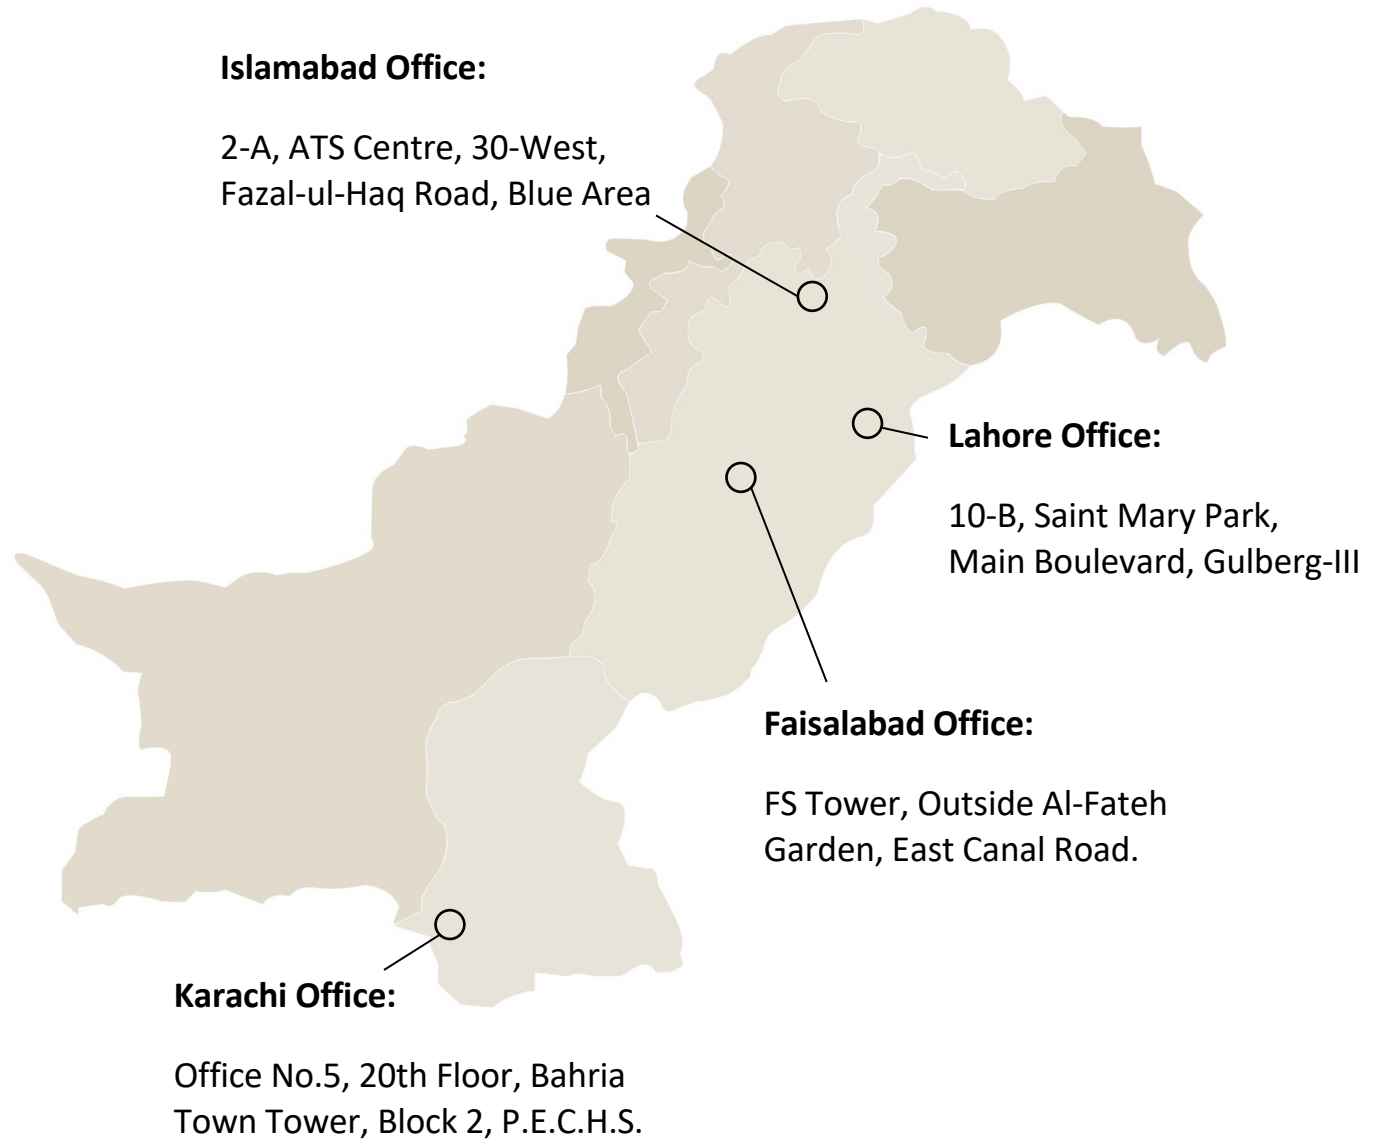 Islamabad Office:
2-A, ATS Centre, 30-West,
Fazal-ul-Haq Road, Blue Area
Lahore Office:
10-B, Saint Mary Park,
Main Boulevard, Gulberg-III
Faisalabad Office:
FS Tower, Outside Al-Fateh
Garden, East Canal Road.
Karachi Office:
Office No.5, 20th Floor, Bahria
Town Tower, Block 2, P.E.C.H.S.